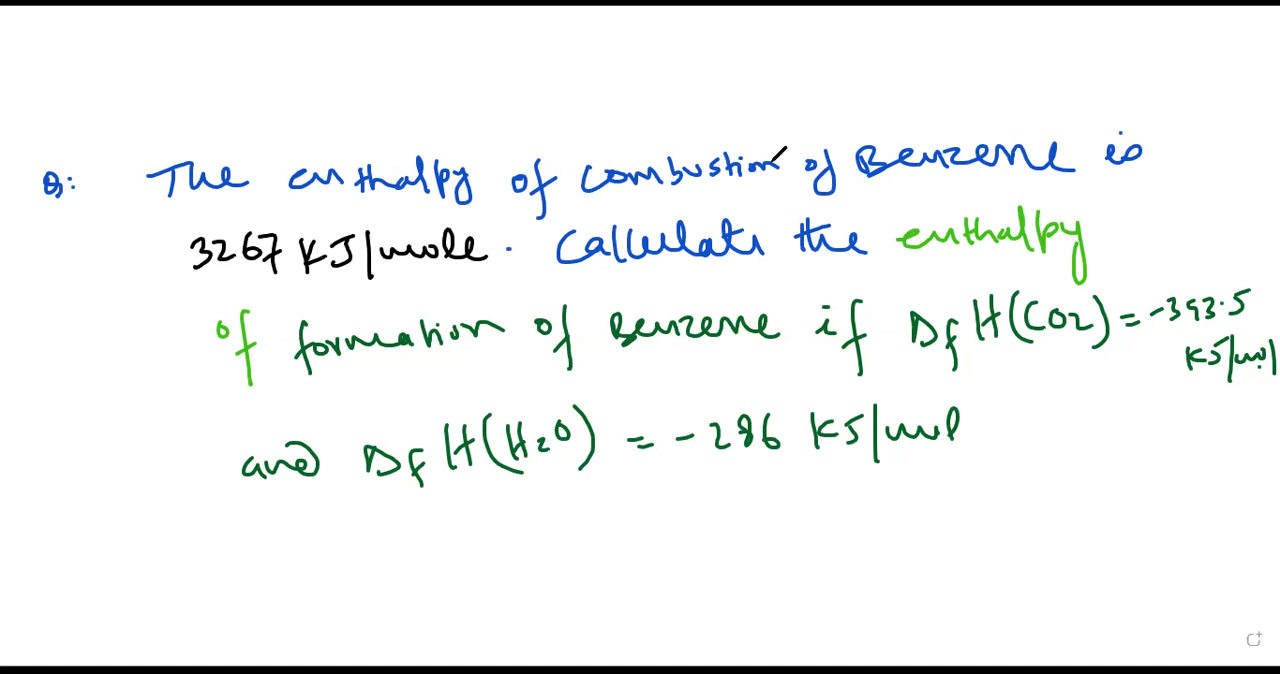 Q: The enthalpy of combustion of Benzene is
3267 KJ/mole. Calculate the enthalpy
of formation of Benzene if ΔfH(CO2) = -393.5
KJ/mol
and ΔfH(H2O) = -286 KJ/mol